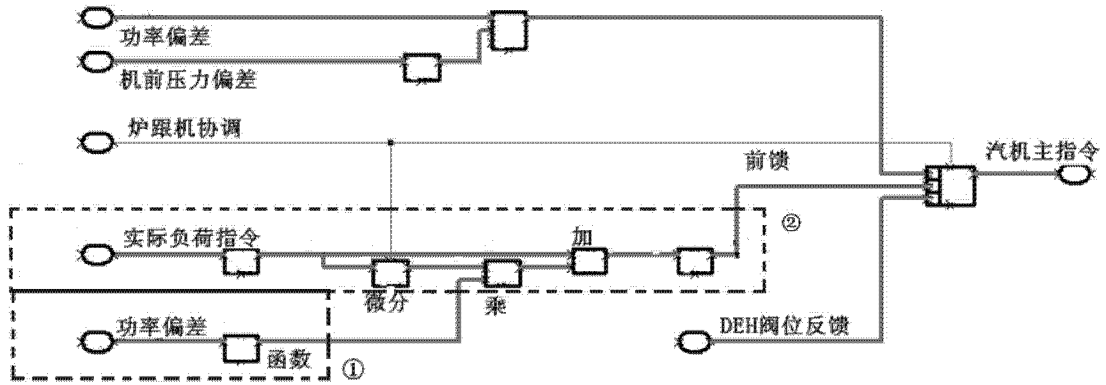 功率偏差
机前压力偏差
炉跟机协调
汽机主指令
前馈
②
实际负荷指令
加
微分
乘
功率偏差
DEH阀位反馈
函数
①